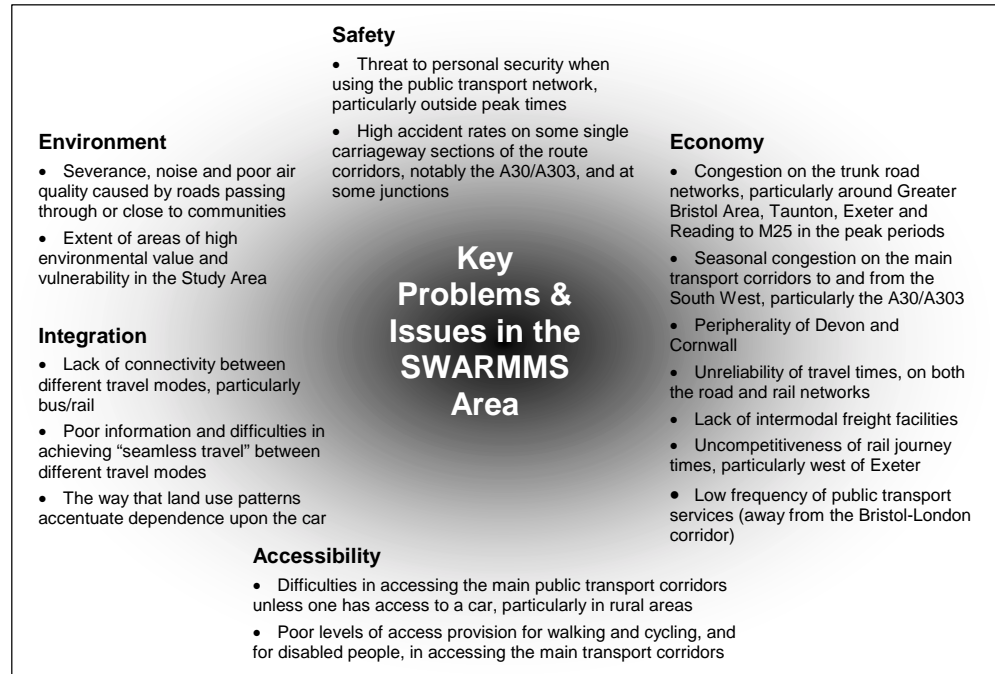 Safety
• Threat to personal security when
using the public transport network,
particularly outside peak times
• High accident rates on some single
carriageway sections of the route
corridors, notably the A30/A303, and at
some junctions
Environment
• Severance, noise and poor air
quality caused by roads passing
through or close to communities
• Extent of areas of high
environmental value and
vulnerability in the Study Area
Economy
• Congestion on the trunk road
networks, particularly around Greater
Bristol Area, Taunton, Exeter and
Reading to M25 in the peak periods
• Seasonal congestion on the main
transport corridors to and from the
South West, particularly the A30/A303
• Peripherality of Devon and
Cornwall
• Unreliability of travel times, on both
the road and rail networks
• Lack of intermodal freight facilities
• Uncompetitiveness of rail journey
times, particularly west of Exeter
• Low frequency of public transport
services (away from the Bristol-London
corridor)
Key
Problems &
Issues in the
SWARMMS
Area
Integration
• Lack of connectivity between
different travel modes, particularly
bus/rail
• Poor information and difficulties in
achieving “seamless travel” between
different travel modes
• The way that land use patterns
accentuate dependence upon the car
Accessibility
• Difficulties in accessing the main public transport corridors
unless one has access to a car, particularly in rural areas
• Poor levels of access provision for walking and cycling, and
for disabled people, in accessing the main transport corridors